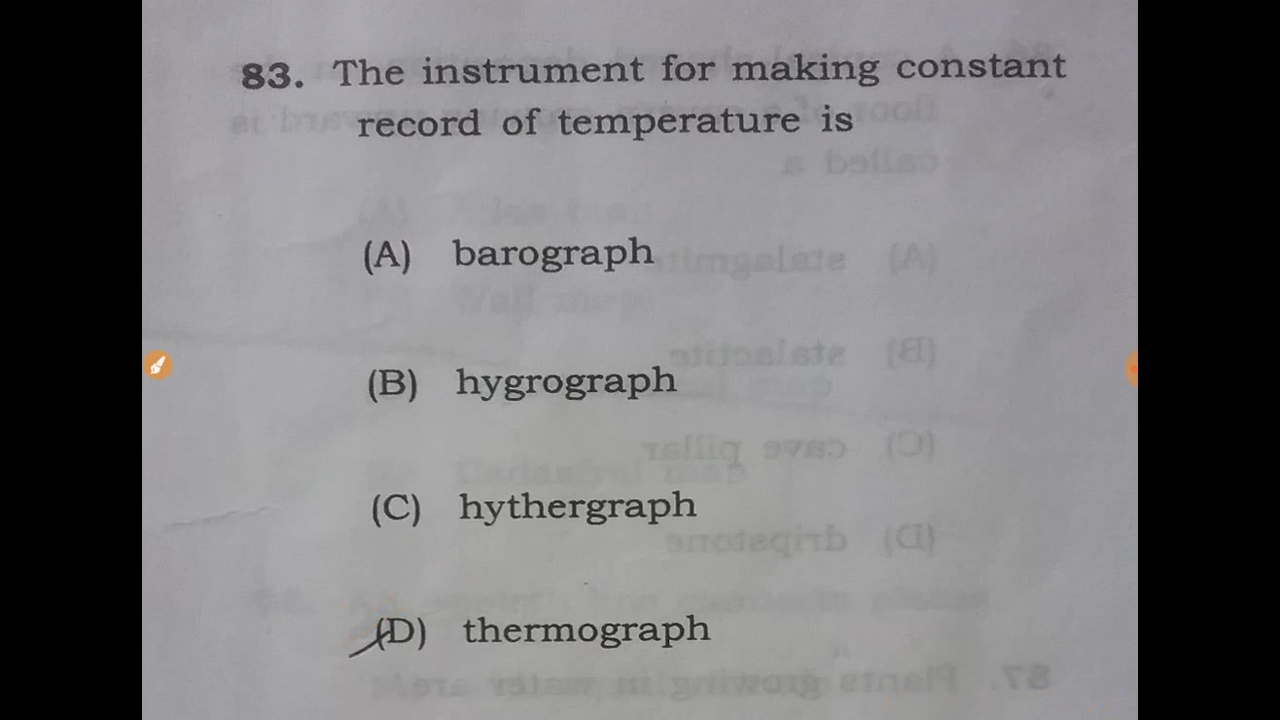 83. The instrument for making constant
record of temperature is
(A) barograph
(B) hygrograph
(C) hythergraph
(D) thermograph